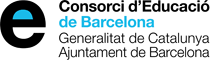 Consorci d'Educació
de Barcelona
Generalitat de Catalunya
Ajuntament de Barcelona